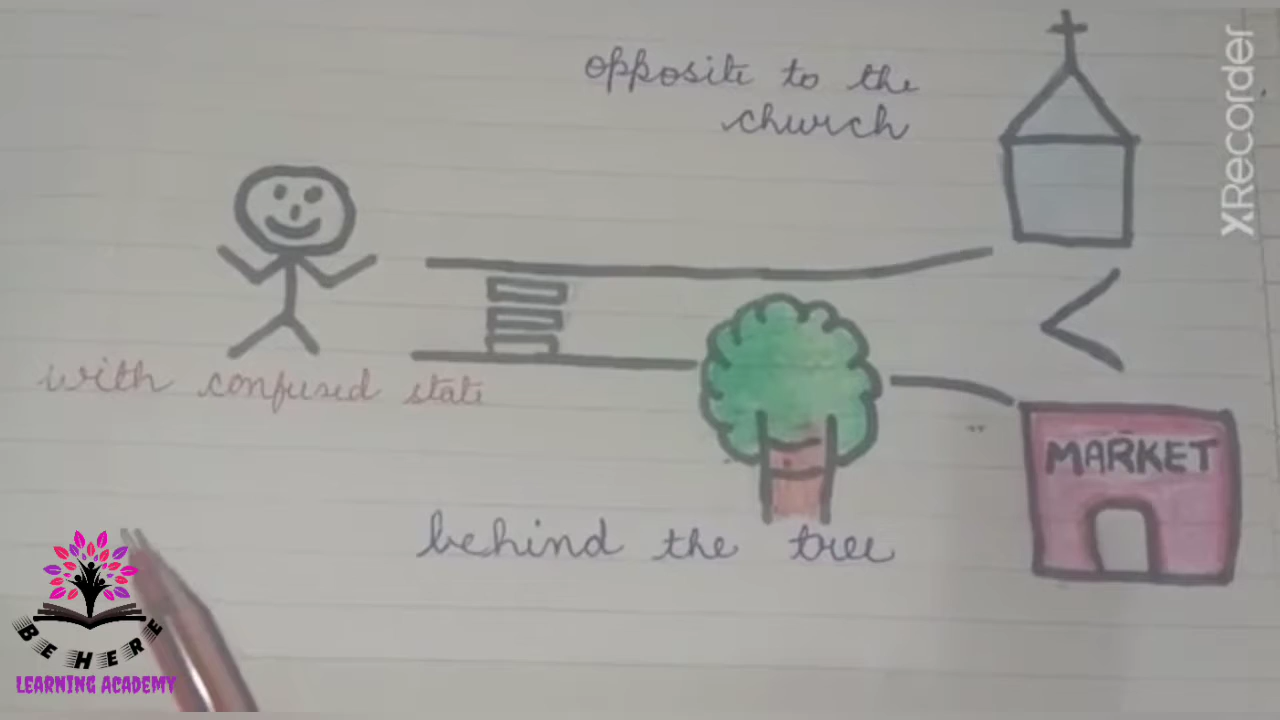 opposite to the
church
with confused state
MARKET
behind the tree
BE HERE
LEARNING ACADEMY
XRecorder